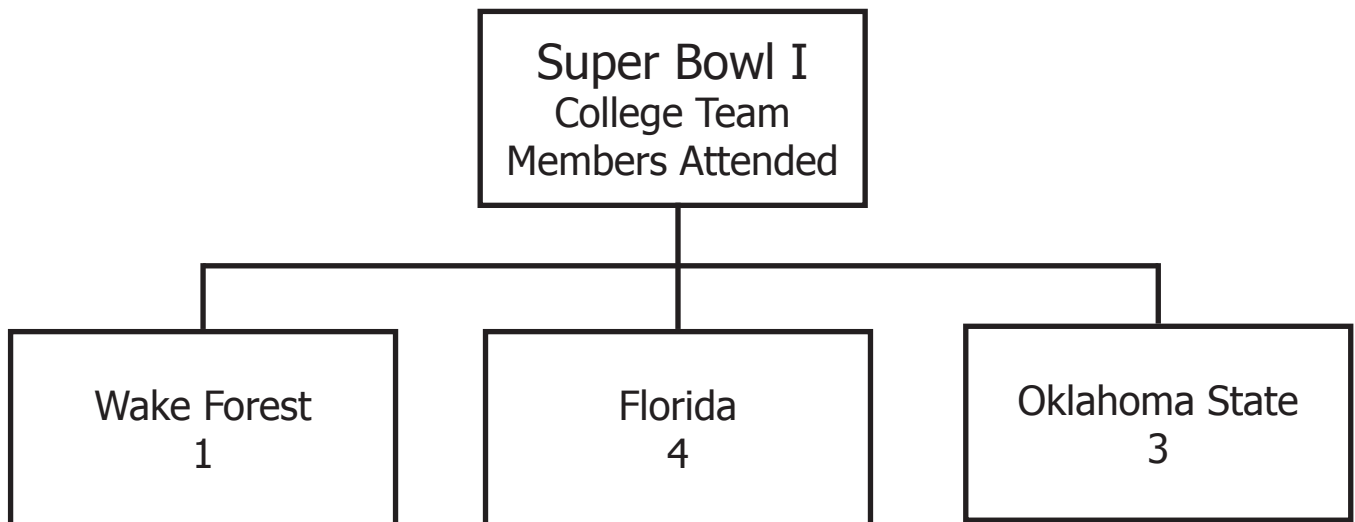 Super Bowl I
College Team
Members Attended
Wake Forest
1
Florida
4
Oklahoma State
3